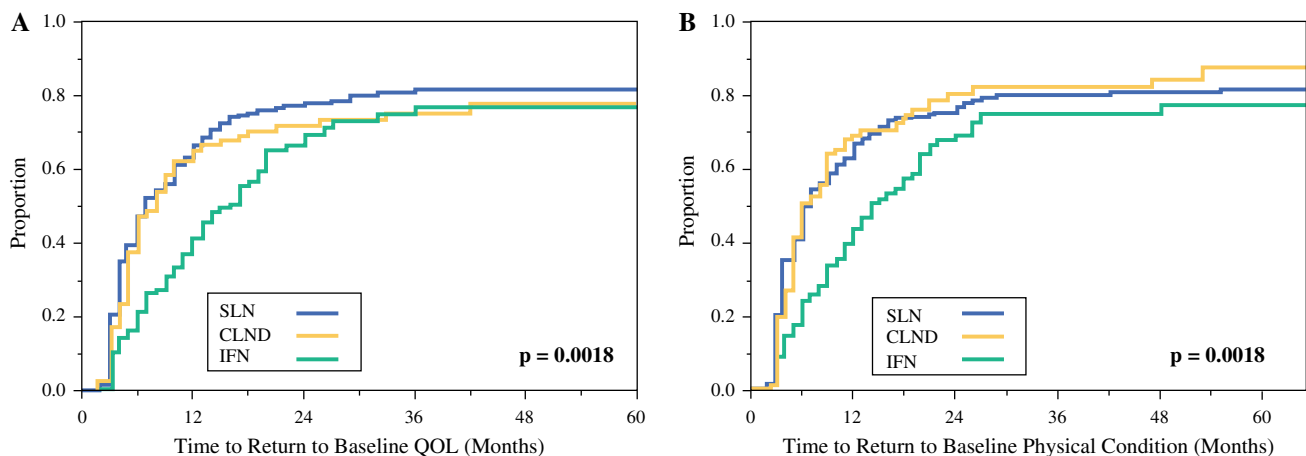 A
1.0
0.8
0.6
0.4
0.2
0.0
Proportion
SLN
CLND
IFN
p = 0.0018
0 12 24 36 48 60
Time to Return to Baseline QOL (Months)
B
1.0
0.8
0.6
0.4
0.2
0.0
Proportion
SLN
CLND
IFN
p = 0.0018
0 12 24 36 48 60
Time to Return to Baseline Physical Condition (Months)